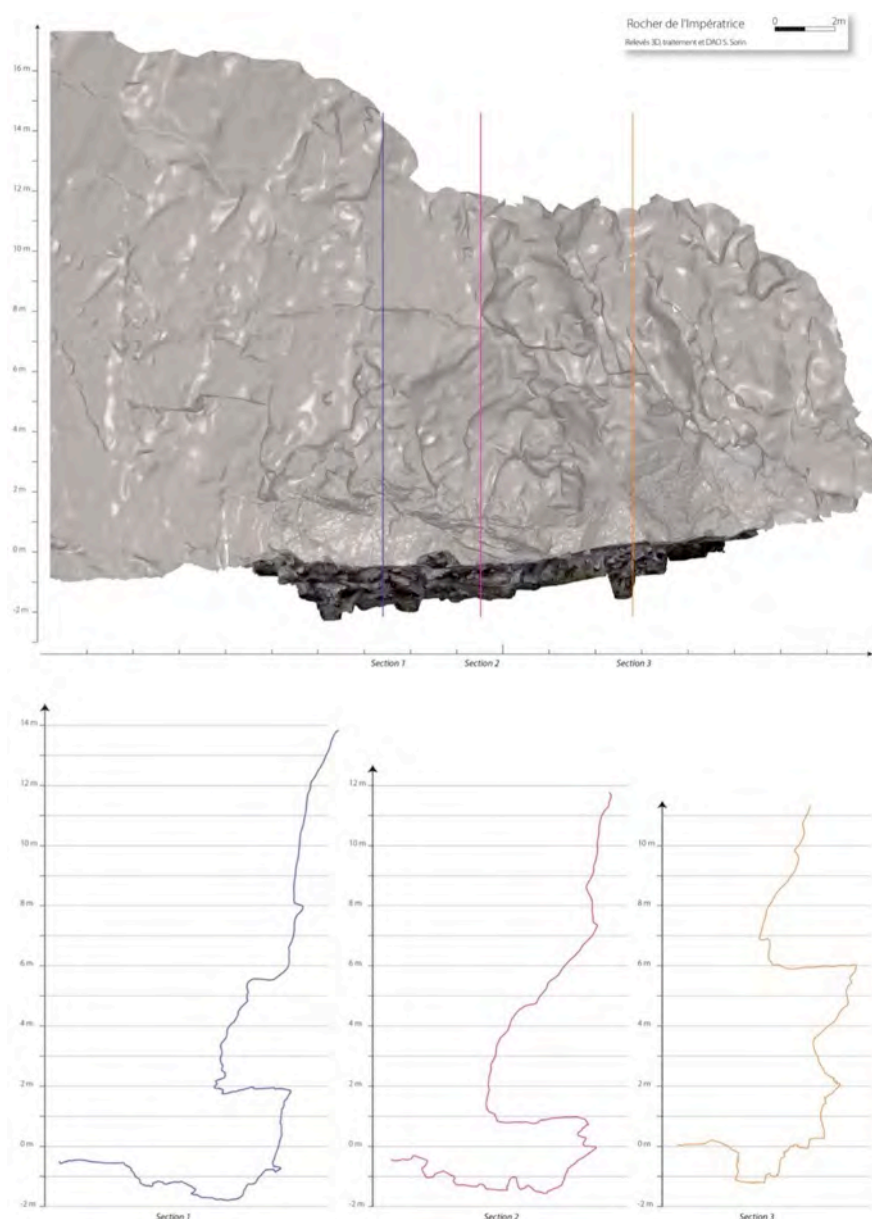 Rocher de l'Impératrice
0 2m
Relevés 3D, traitement et DAO S. Sorin
16 m
14 m
12 m
10 m
8 m
6 m
4 m
2 m
0 m
-2 m
Section 1 Section 2 Section 3
14 m
12 m
10 m
8 m
6 m
4 m
2 m
0 m
-2 m
Section 1
12 m
10 m
8 m
6 m
4 m
2 m
0 m
-2 m
Section 2
10 m
8 m
6 m
4 m
2 m
0 m
-2 m
Section 3